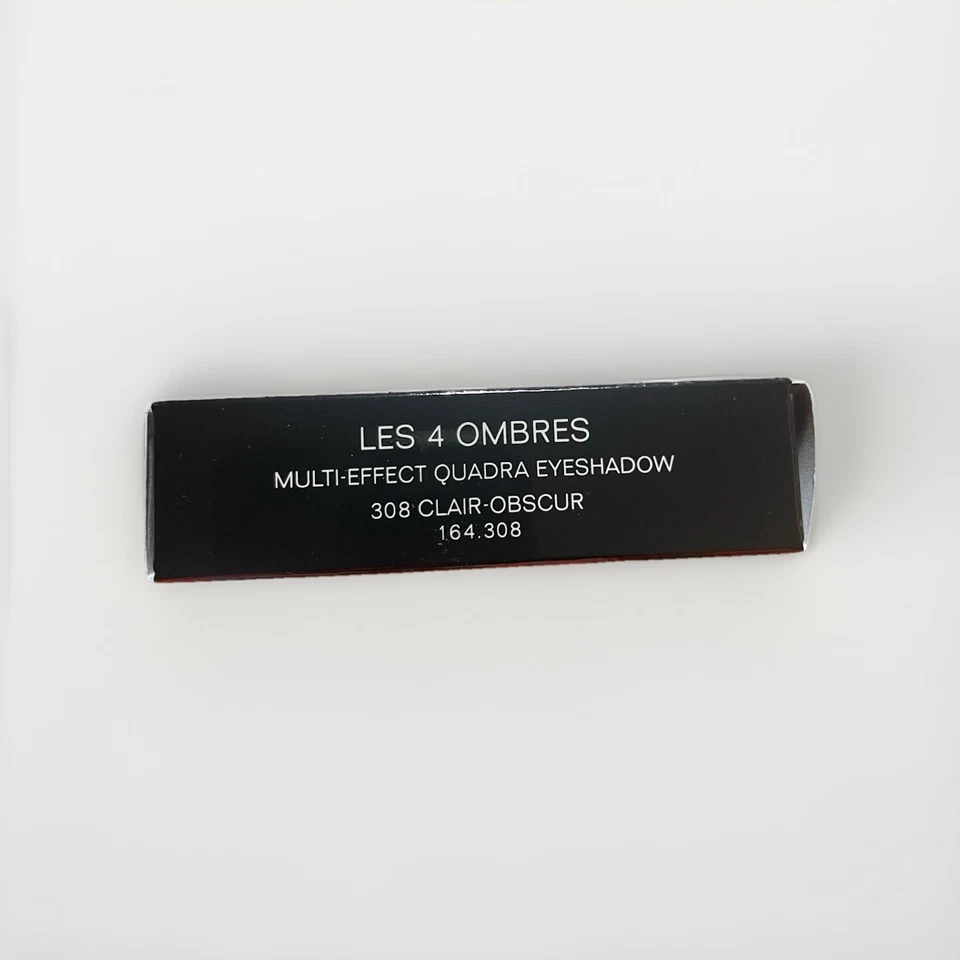 LES 4 OMBRES
MULTI-EFFECT QUADRA EYESHADOW
308 CLAIR-OBSCUR
164.308